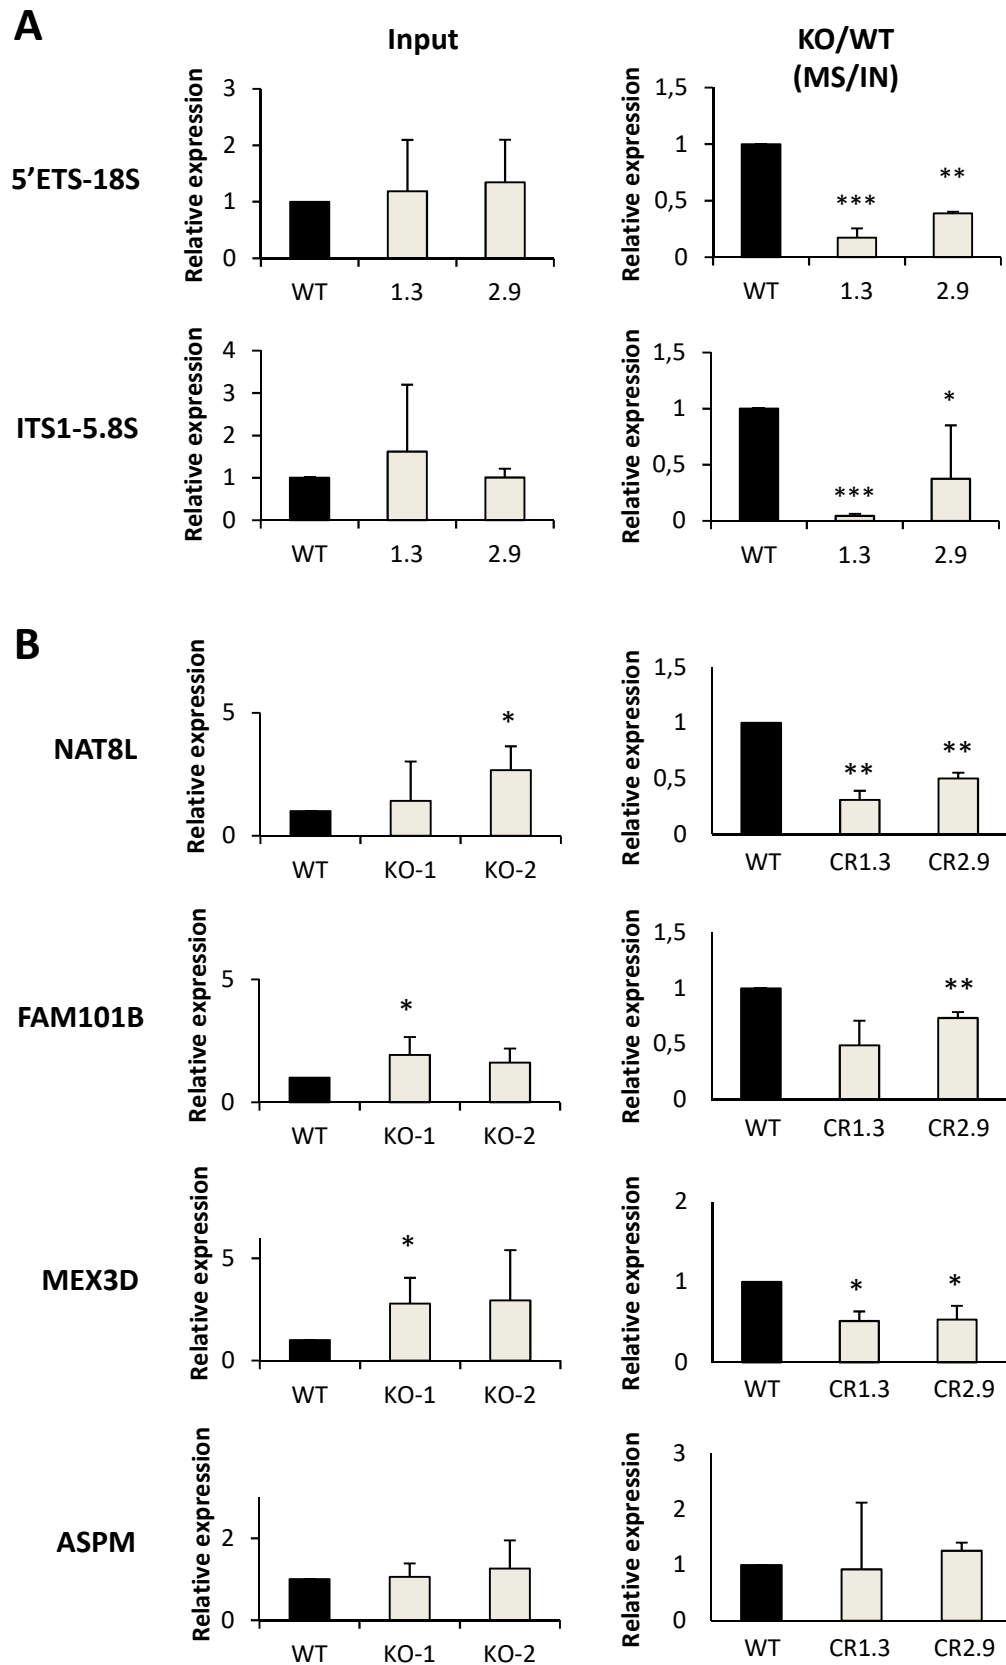 A
Input
KO/WT
(MS/IN)
5’ETS-18S
Relative expression
3
2
1
0
WT 1.3 2.9
Relative expression
1,5
1
0,5
0
*** **
WT 1.3 2.9
ITS1-5.8S
Relative expression
4
3
2
1
0
WT 1.3 2.9
Relative expression
1,5
1
0,5
0
*** *
WT 1.3 2.9
B
NAT8L
Relative expression
5
0
*
WT KO-1 KO-2
Relative expression
1,5
1
0,5
0
** **
WT CR1.3 CR2.9
FAM101B
Relative expression
5
0
*
WT KO-1 KO-2
Relative expression
1,5
1
0,5
0
**
WT CR1.3 CR2.9
MEX3D
Relative expression
5
0
*
WT KO-1 KO-2
Relative expression
2
1
0
* *
WT CR1.3 CR2.9
ASPM
Relative expression
2
0
WT KO-1 KO-2
Relative expression
3
2
1
0
WT CR1.3 CR2.9